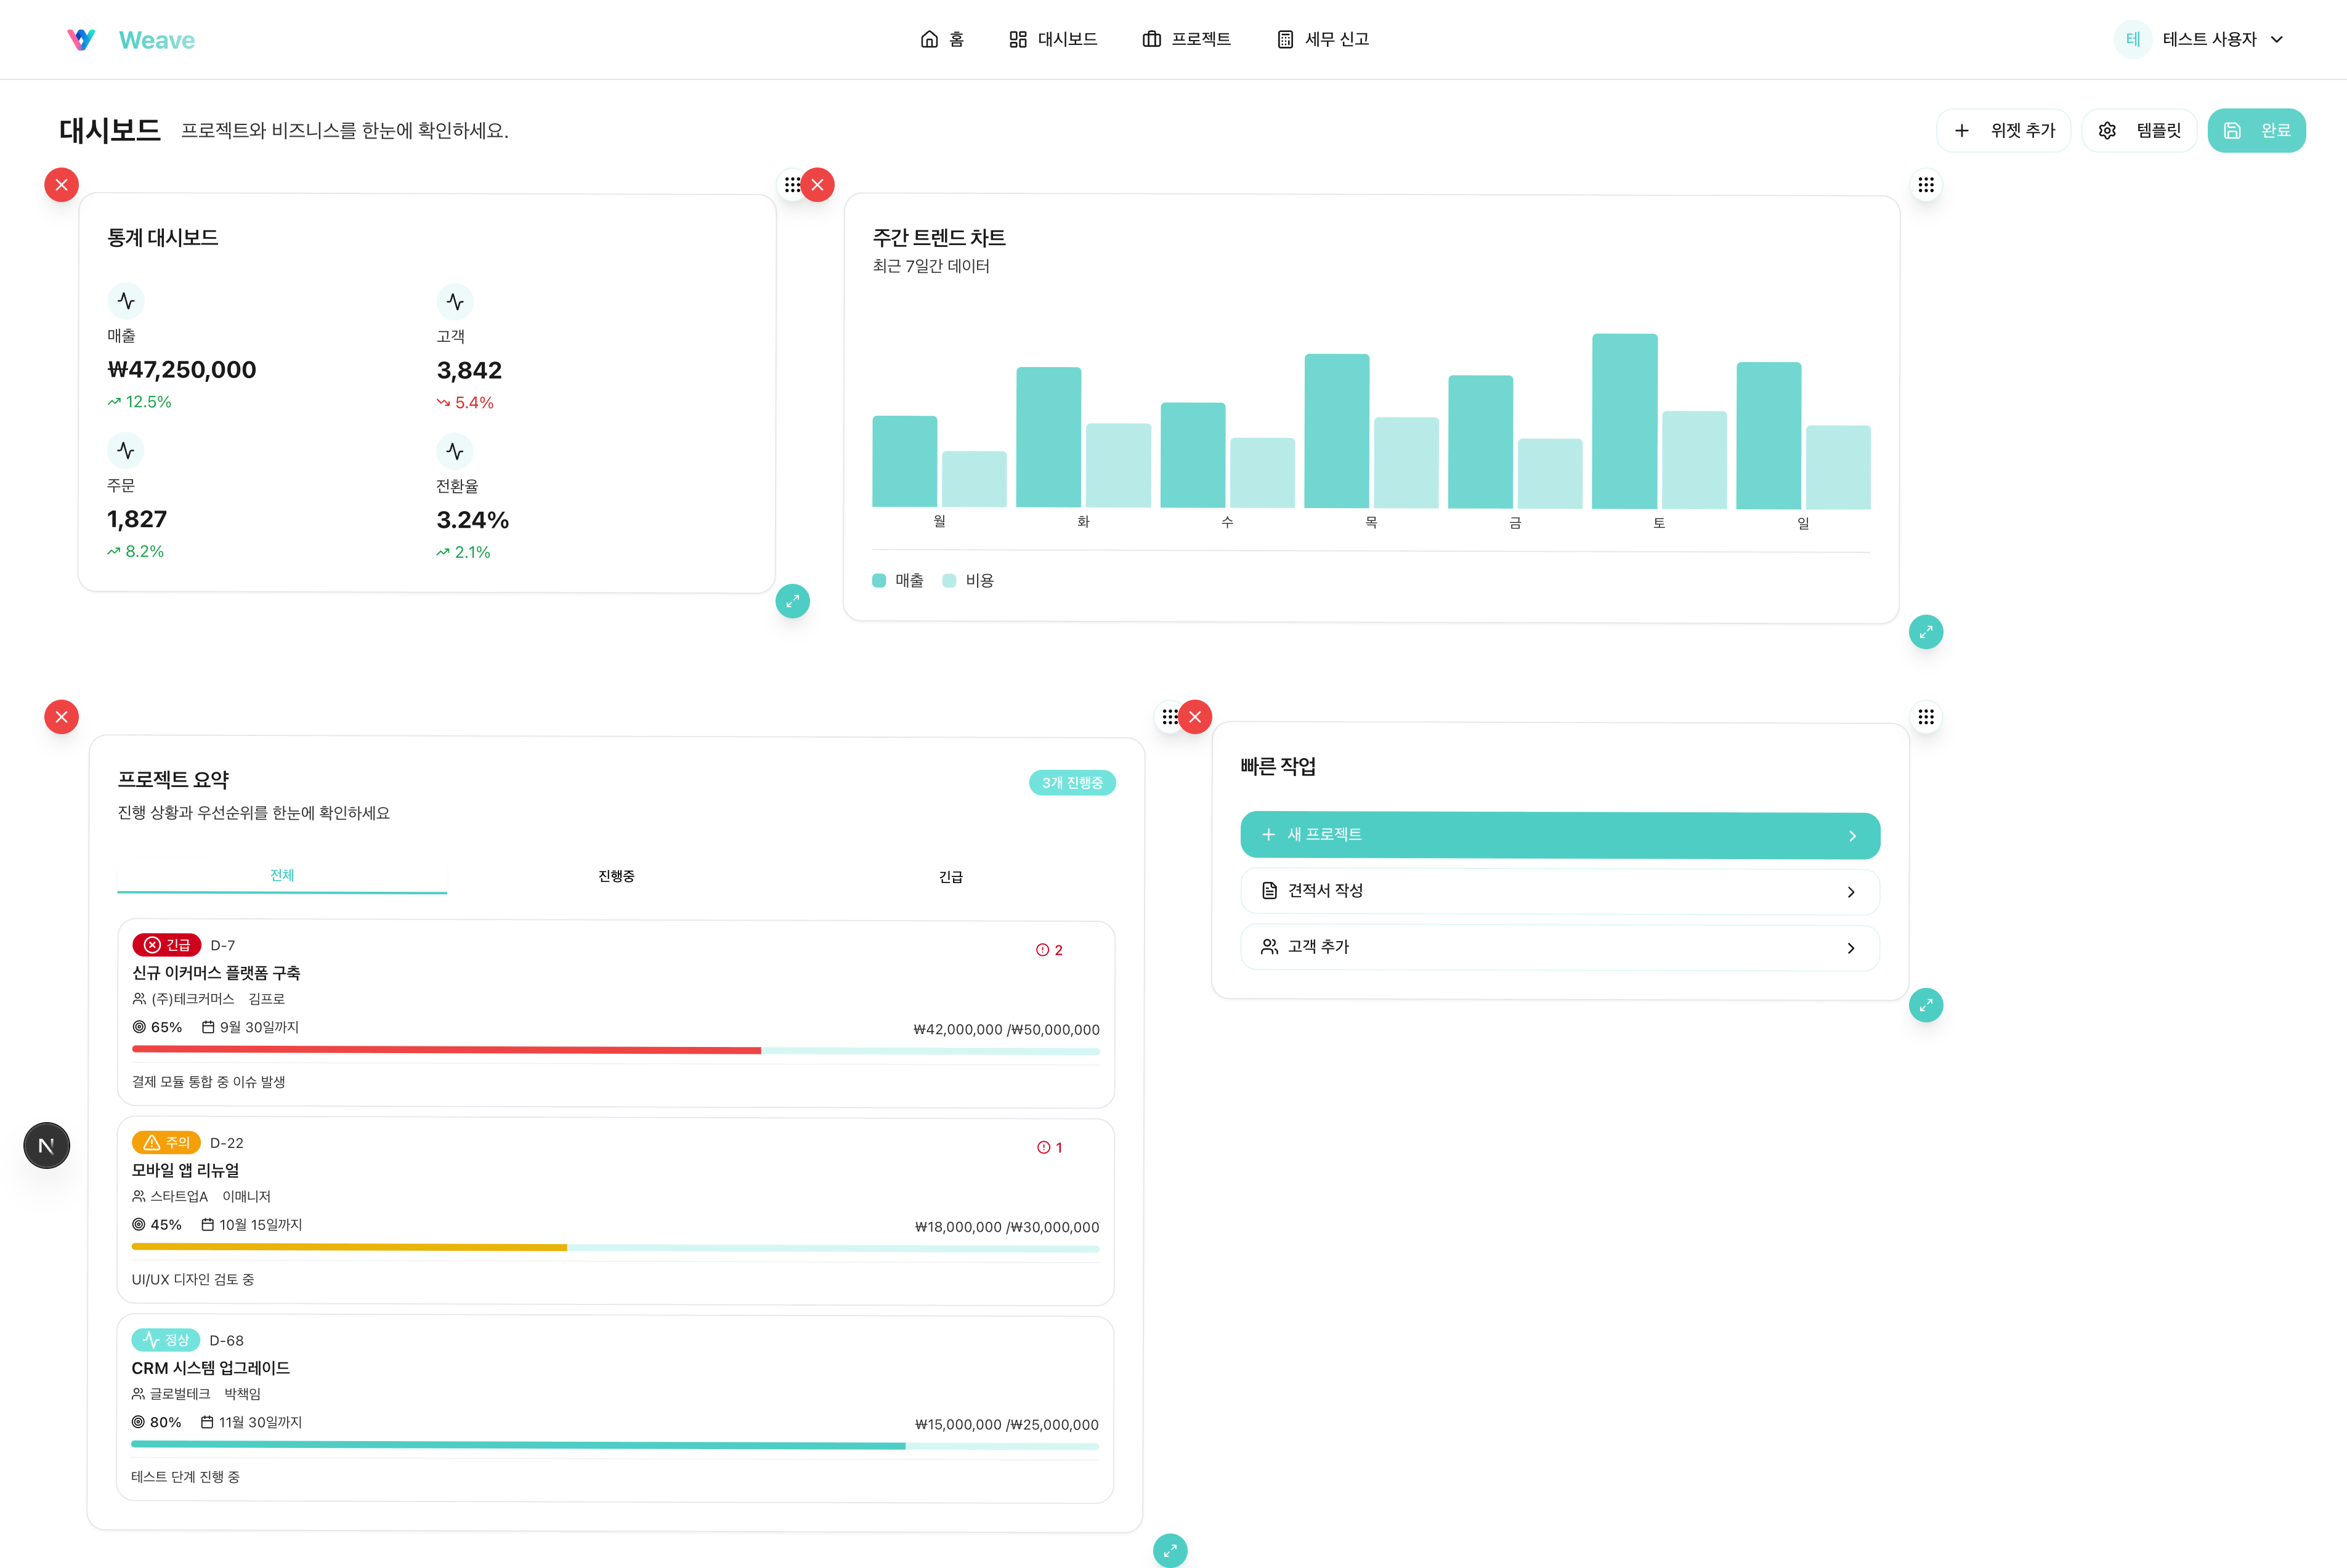 Weave
홈
대시보드
프로젝트
세무 신고
테
테스트 사용자
대시보드
프로젝트와 비즈니스를 한눈에 확인하세요.
위젯 추가
템플릿
완료
통계 대시보드
매출
₩47,250,000
12.5%
고객
3,842
5.4%
주문
1,827
8.2%
전환율
3.24%
2.1%
주간 트렌드 차트
최근 7일간 데이터
월
화
수
목
금
토
일
매출
비용
프로젝트 요약
3개 진행중
진행 상황과 우선순위를 한눈에 확인하세요
전체
진행중
긴급
긴급 D-7
2
신규 이커머스 플랫폼 구축
(주)테크커머스 김프로
65% 9월 30일까지
₩42,000,000 /₩50,000,000
결제 모듈 통합 중 이슈 발생
주의 D-22
1
모바일 앱 리뉴얼
스타트업A 이매니저
45% 10월 15일까지
₩18,000,000 /₩30,000,000
UI/UX 디자인 검토 중
정상 D-68
CRM 시스템 업그레이드
글로벌테크 박책임
80% 11월 30일까지
₩15,000,000 /₩25,000,000
테스트 단계 진행 중
빠른 작업
새 프로젝트
견적서 작성
고객 추가
N